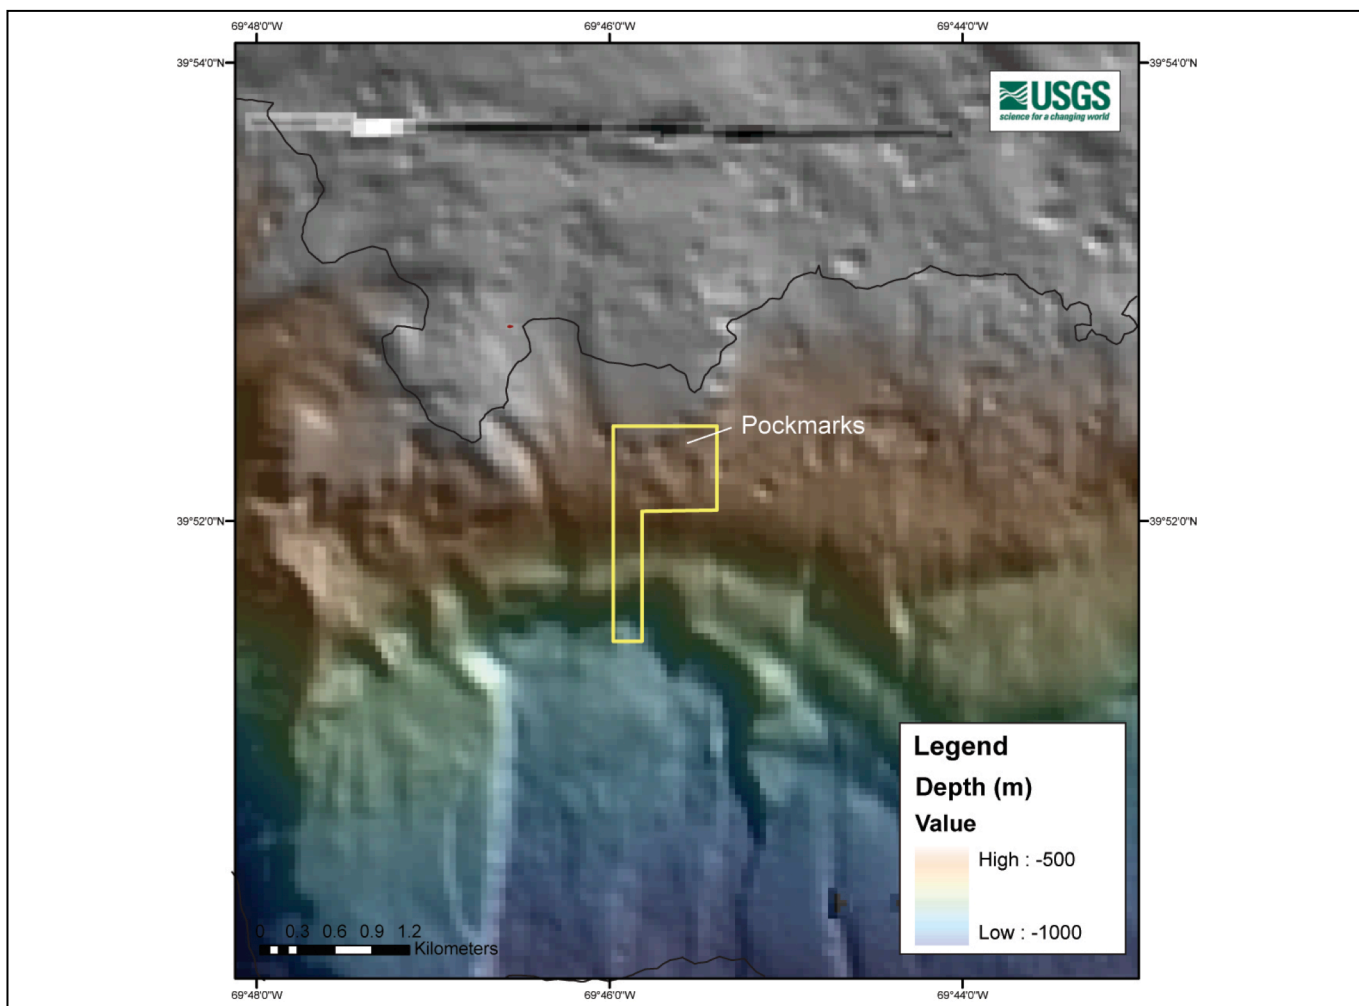 69°48'0"W
69°46'0"W
69°44'0"W
39°54'0"N
39°54'0"N
USGS
science for a changing world
Pockmarks
39°52'0"N
39°52'0"N
Legend
Depth (m)
Value
High : -500
Low : -1000
0 0.3 0.6 0.9 1.2
Kilometers
69°48'0"W
69°46'0"W
69°44'0"W